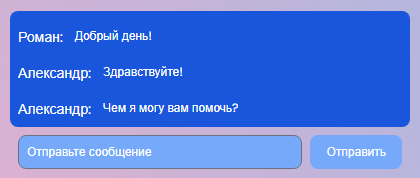 Роман: Добрый день!
Александр: Здравствуйте!
Александр: Чем я могу вам помочь?
Отправьте сообщение Отправить